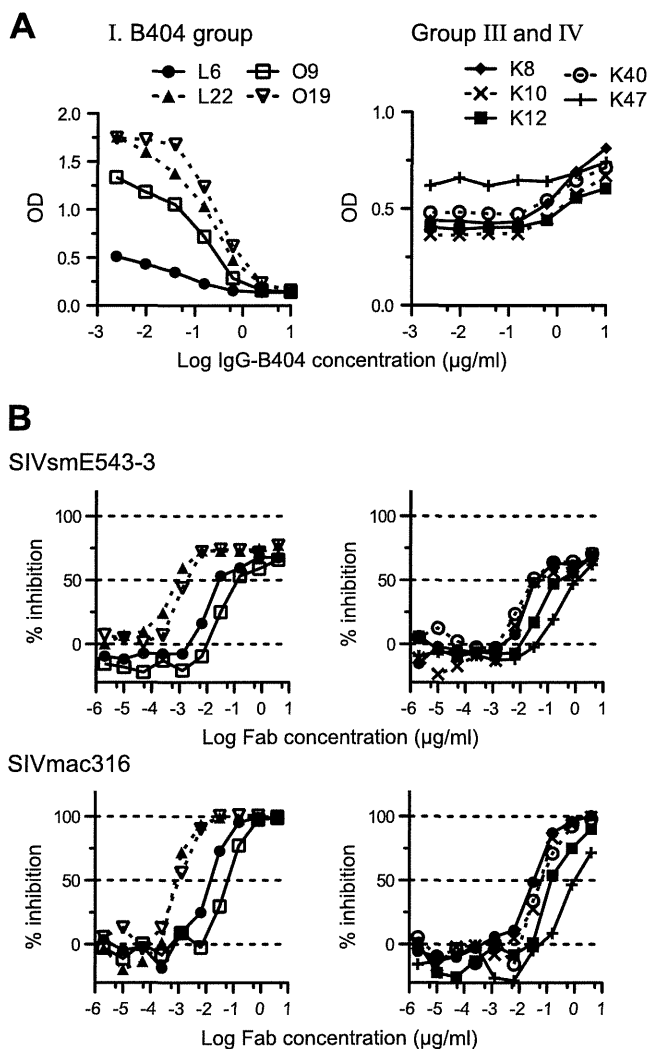 A
I. B404 group
Group III and IV
L6
O9
L22
O19
K8
K40
K10
K47
K12
2.0
1.5
1.0
0.5
0.0
OD
-3 -2 -1 0 1
1.0
0.5
0.0
OD
-3 -2 -1 0 1
Log IgG-B404 concentration (µg/ml)
B
SIVsmE543-3
100
50
0
% inhibition
-6 -5 -4 -3 -2 -1 0 1
100
50
0
% inhibition
-6 -5 -4 -3 -2 -1 0 1
Log Fab concentration (µg/ml)
SIVmac316
100
50
0
% inhibition
-6 -5 -4 -3 -2 -1 0 1
100
50
0
% inhibition
-6 -5 -4 -3 -2 -1 0 1
Log Fab concentration (µg/ml)